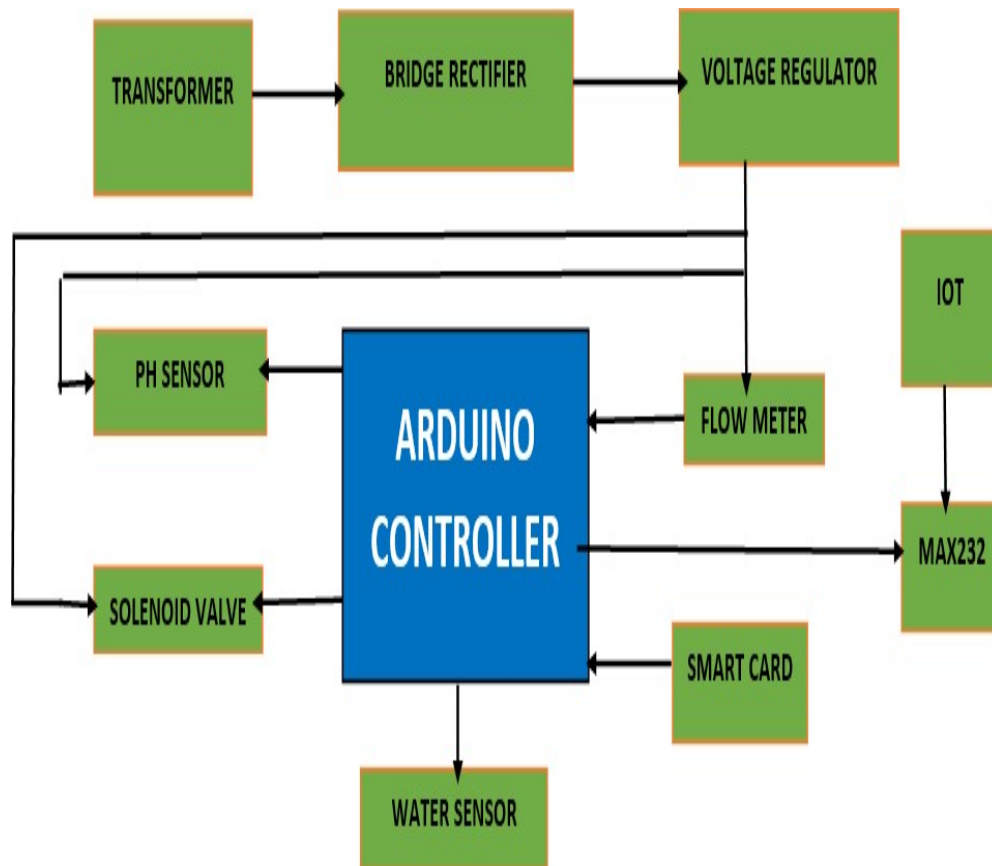 TRANSFORMER
BRIDGE RECTIFIER
VOLTAGE REGULATOR
IOT
PH SENSOR
ARDUINO
CONTROLLER
FLOW METER
MAX232
SOLENOID VALVE
SMART CARD
WATER SENSOR